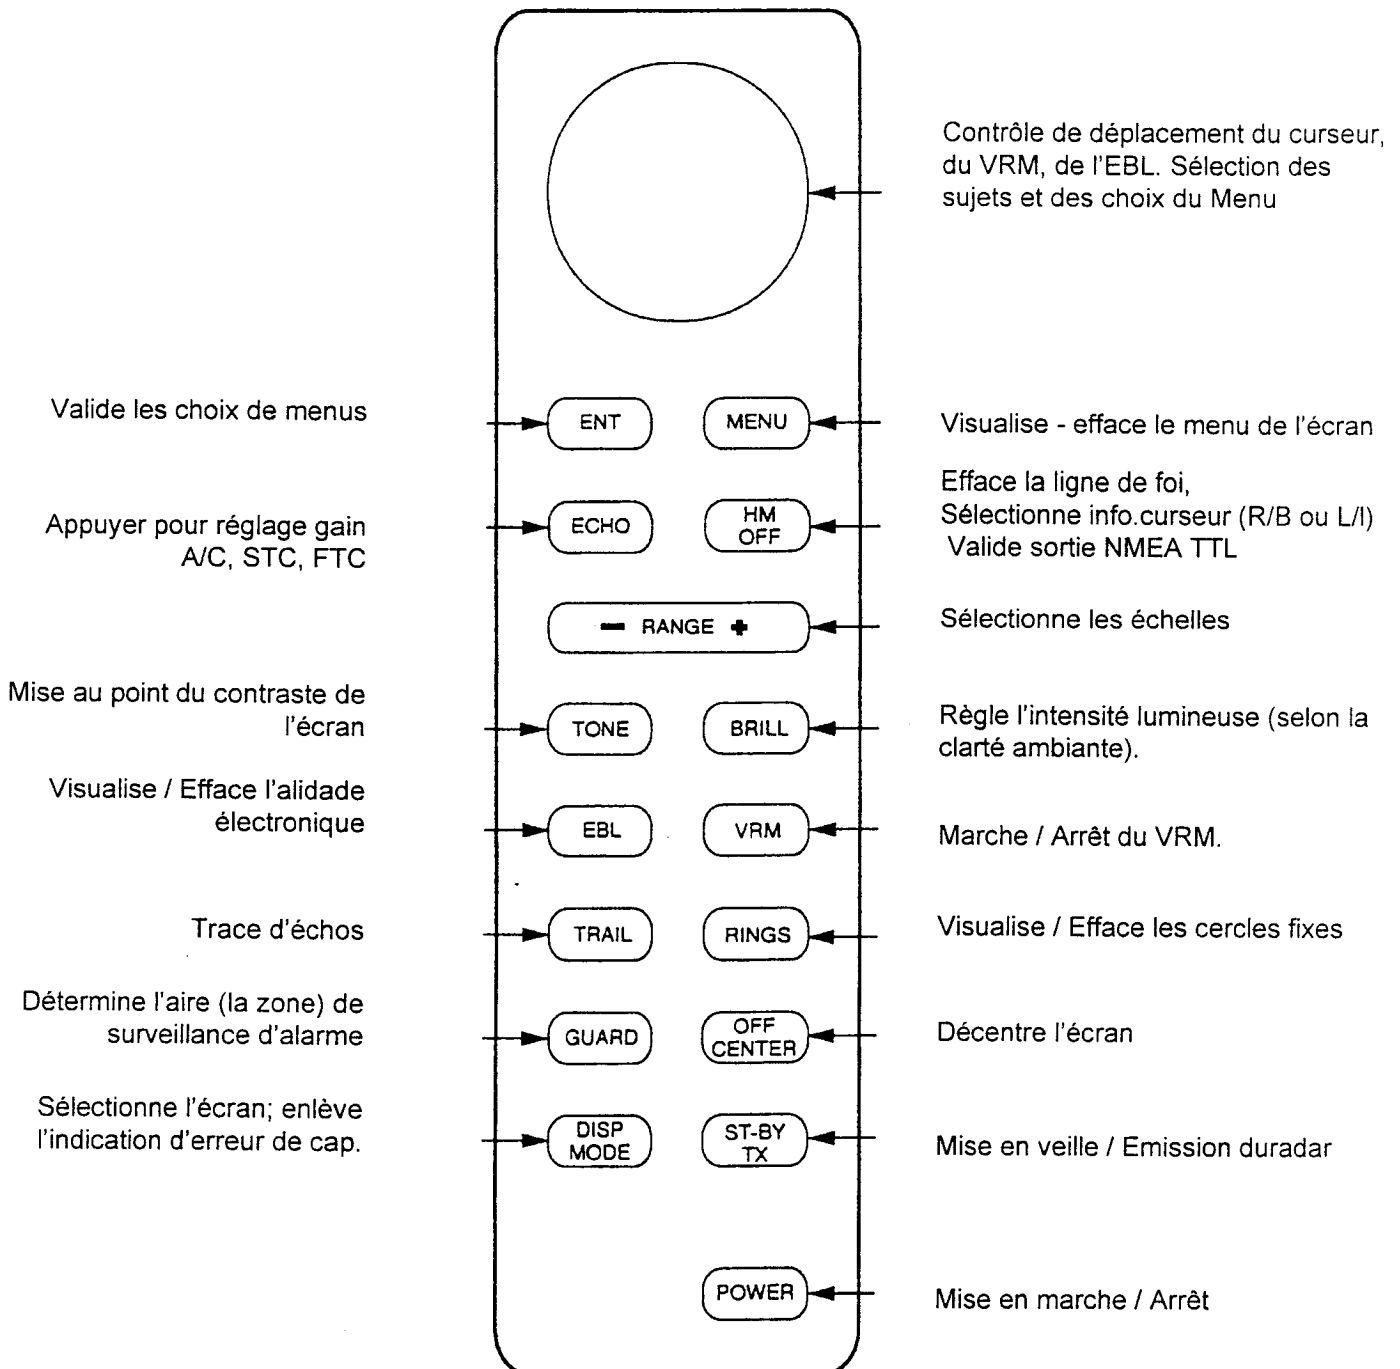 Contrôle de déplacement du curseur,
du VRM, de l'EBL. Sélection des
sujets et des choix du Menu
Valide les choix de menus
ENT
MENU
Visualise - efface le menu de l'écran
Appuyer pour réglage gain
A/C, STC, FTC
ECHO
HM
OFF
Efface la ligne de foi,
Sélectionne info.curseur (R/B ou L/l)
Valide sortie NMEA TTL
- RANGE +
Sélectionne les échelles
Mise au point du contraste de
l'écran
TONE
BRILL
Règle l'intensité lumineuse (selon la
clarté ambiante).
Visualise / Efface l'alidade
électronique
EBL
VRM
Marche / Arrêt du VRM.
Trace d'échos
TRAIL
RINGS
Visualise / Efface les cercles fixes
Détermine l'aire (la zone) de
surveillance d'alarme
GUARD
OFF
CENTER
Décentre l'écran
Sélectionne l'écran; enlève
l'indication d'erreur de cap.
DISP
MODE
ST-BY
TX
Mise en veille / Emission duradar
POWER
Mise en marche / Arrêt